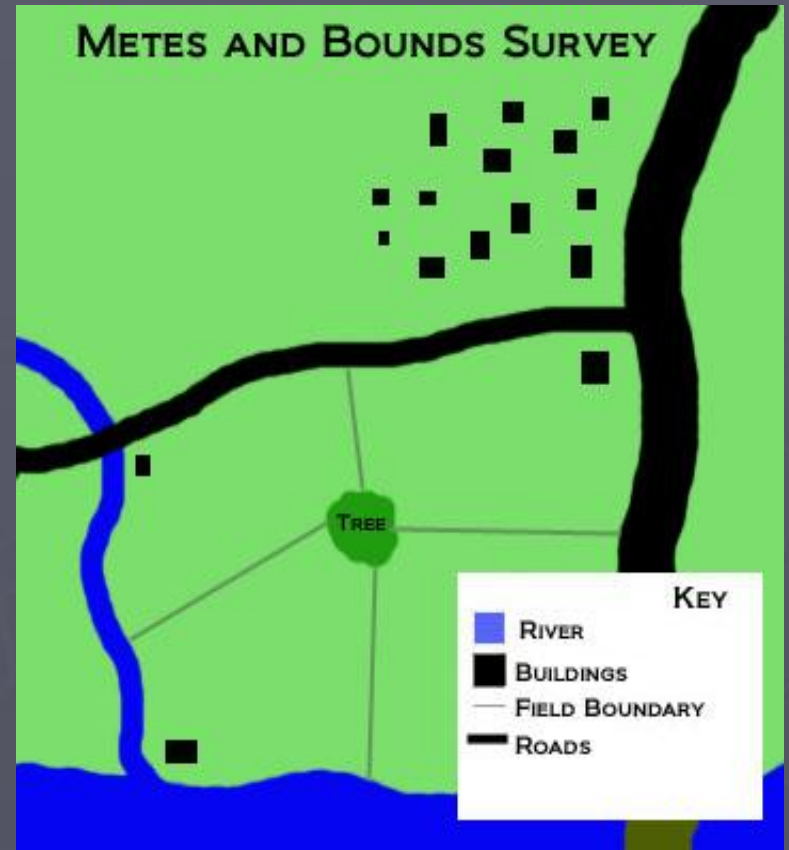 METES AND BOUNDS SURVEY
TREE
KEY
RIVER
BUILDINGS
FIELD BOUNDARY
ROADS